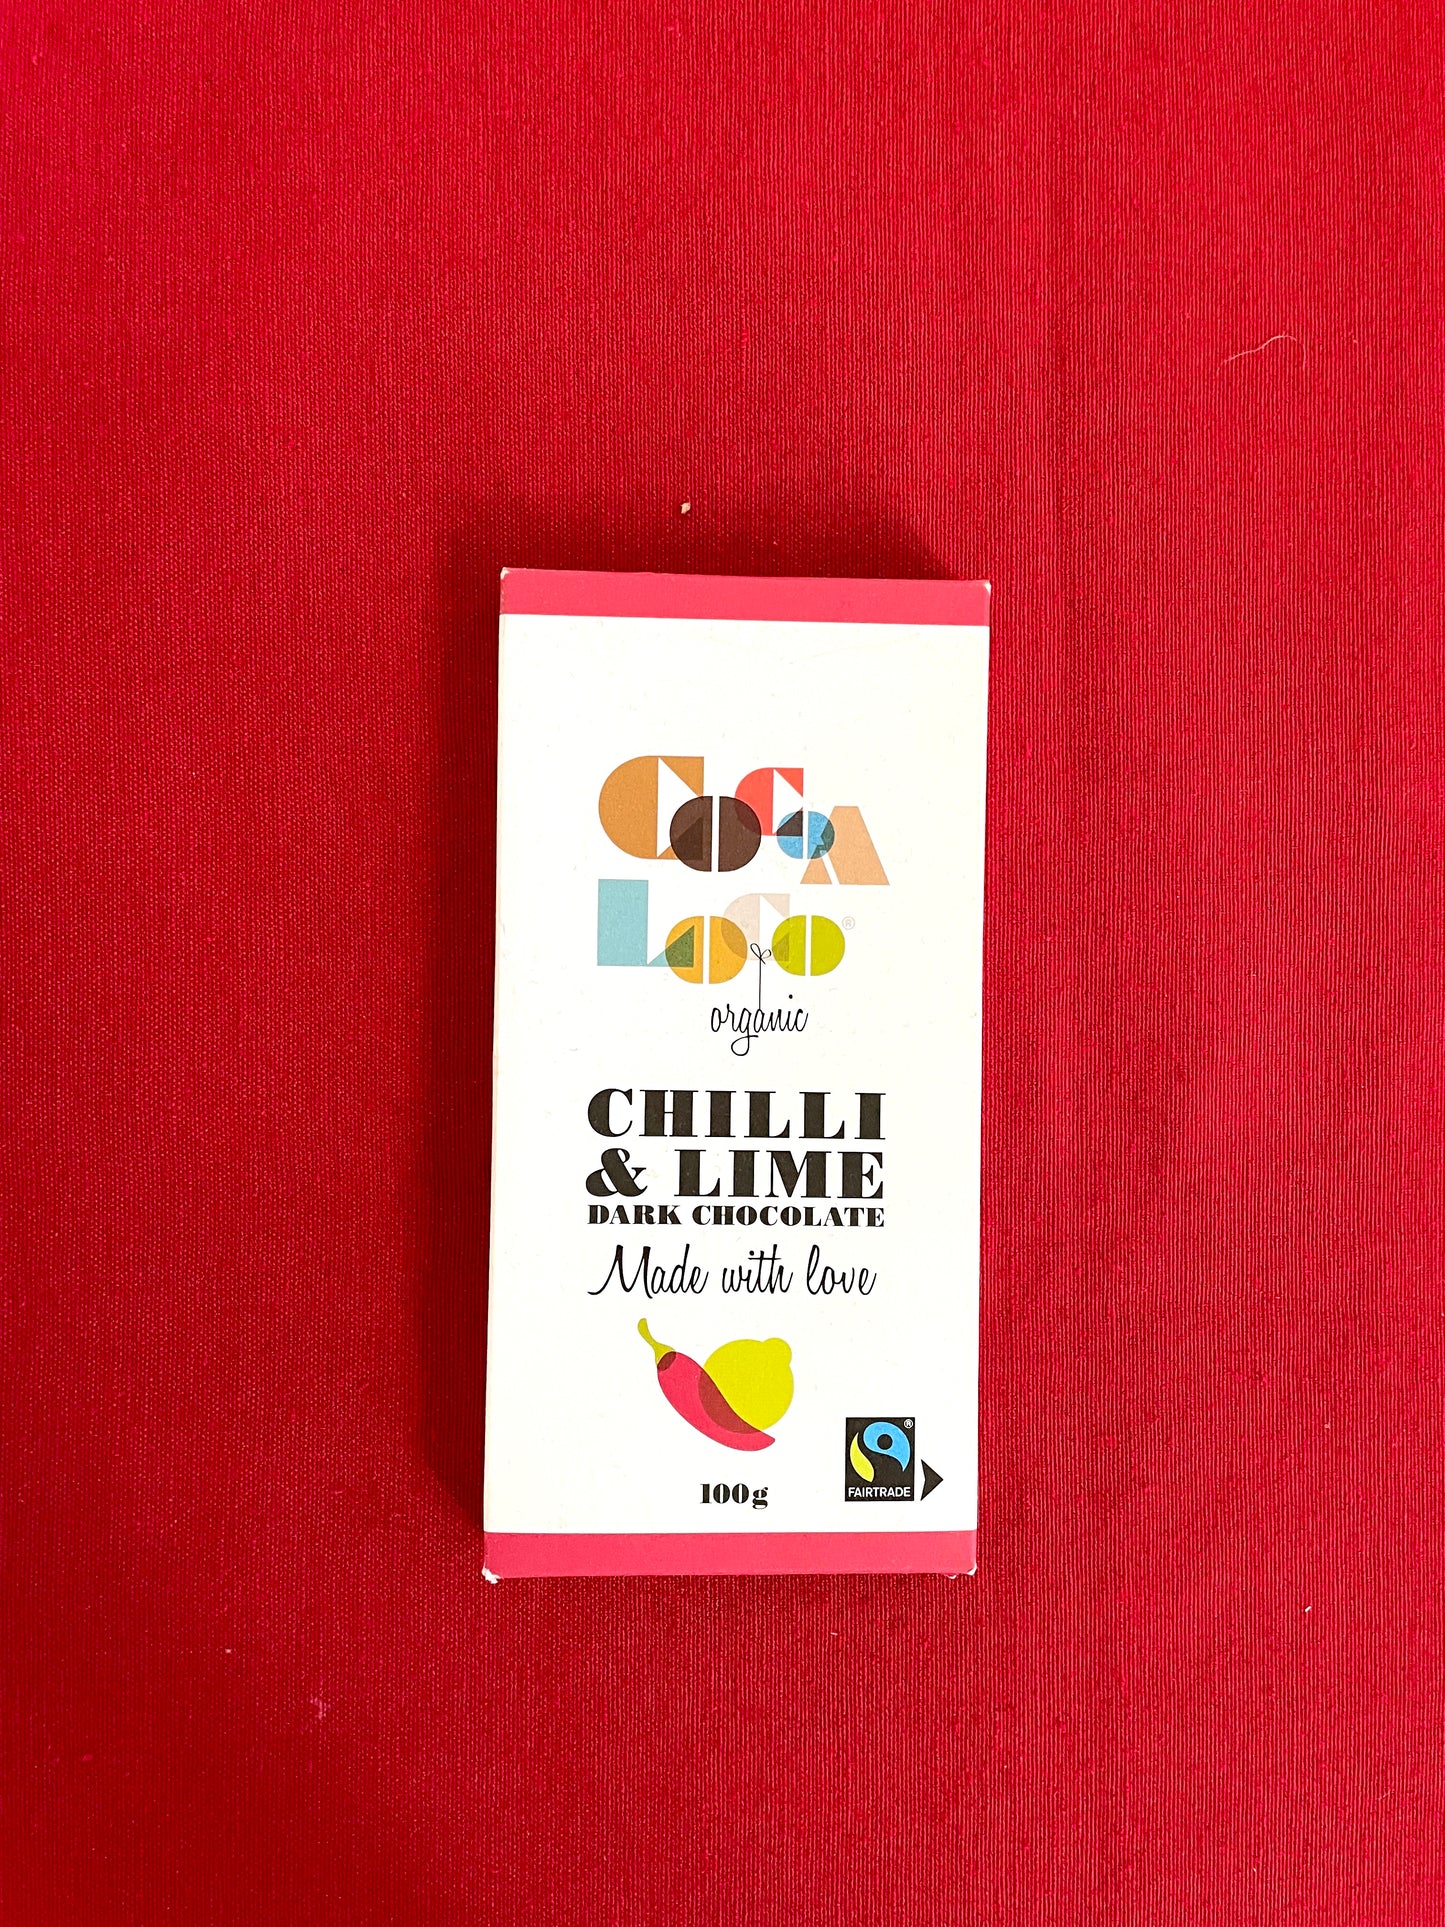 COCOA
LOCO®
organic
CHILLI
& LIME
DARK CHOCOLATE
Made with love
100g
®
FAIRTRADE